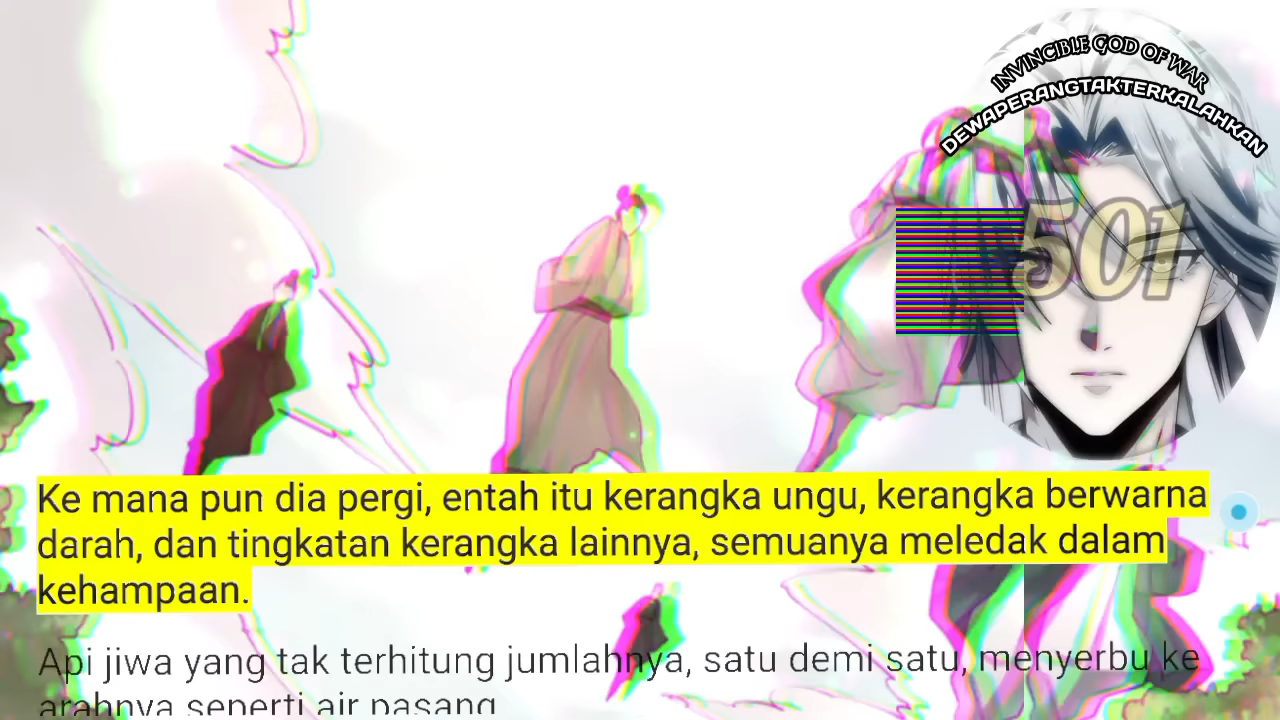 INVINCIBLE GOD OF WAR
DEWAPERANGTAKTERKALAHKAN
501
Ke mana pun dia pergi, entah itu kerangka ungu, kerangka berwarna
darah, dan tingkatan kerangka lainnya, semuanya meledak dalam
kehampaan.
Api jiwa yang tak terhitung jumlahnya, satu demi satu, menyerbu ke
arahnya seperti air pasang